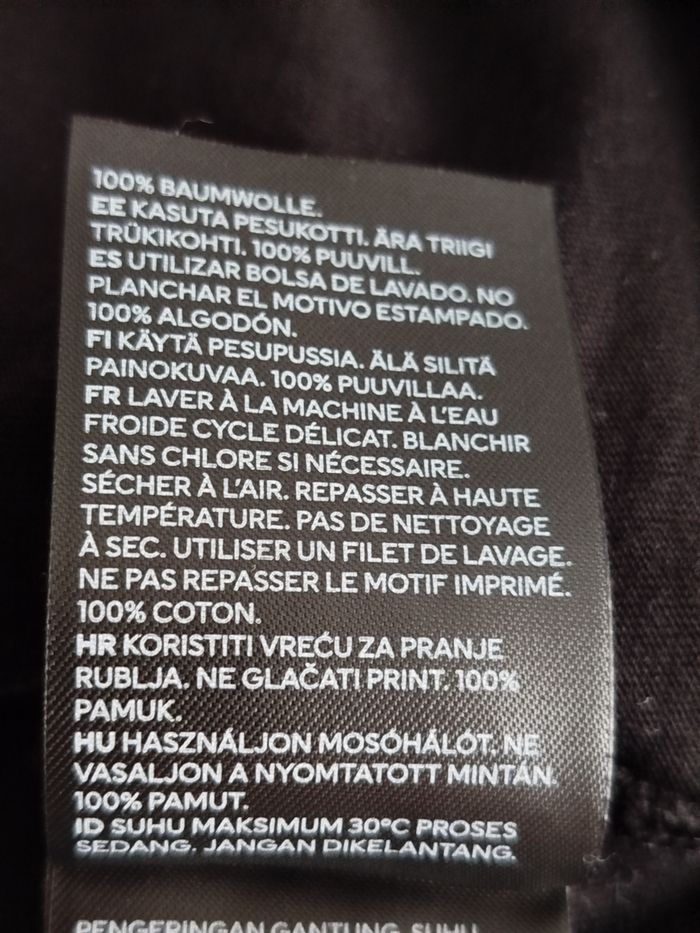 100% BAUMWOLLE.
EE KASUTA PESUKOTTI. ÄRA TRIIGI
TRÜKIKOHTI. 100% PUUVILL.
ES UTILIZAR BOLSA DE LAVADO. NO
PLANCHAR EL MOTIVO ESTAMPADO.
100% ALGODÓN.
FI KÄYTÄ PESUPUSSIA. ÄLÄ SILITÄ
PAINOKUVAA. 100% PUUVILLAA.
FR LAVER À LA MACHINE À L'EAU
FROIDE CYCLE DÉLICAT. BLANCHIR
SANS CHLORE SI NÉCESSAIRE.
SÉCHER À L'AIR. REPASSER À HAUTE
TEMPÉRATURE. PAS DE NETTOYAGE
À SEC. UTILISER UN FILET DE LAVAGE.
NE PAS REPASSER LE MOTIF IMPRIMÉ.
100% COTON.
HR KORISTITI VREĆU ZA PRANJE
RUBLJA. NE GLAČATI PRINT. 100%
PAMUK.
HU HASZNÁLJON MOSÓHÁLÓT. NE
VASALJON A NYOMTATOTT MINTÁN.
100% PAMUT.
ID SUHU MAKSIMUM 30°C PROSES
SEDANG. JANGAN DIKELANTANG.
PENGERINGAN GANTUNG. SUHU